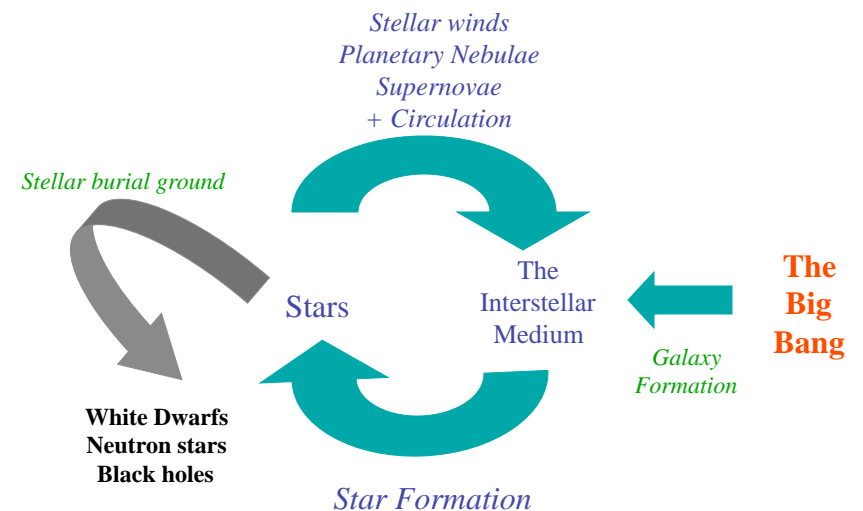 Stellar winds
Planetary Nebulae
Supernovae
+ Circulation
Stellar burial ground
Stars
The
Interstellar
Medium
The
Big
Bang
Galaxy
Formation
White Dwarfs
Neutron stars
Black holes
Star Formation